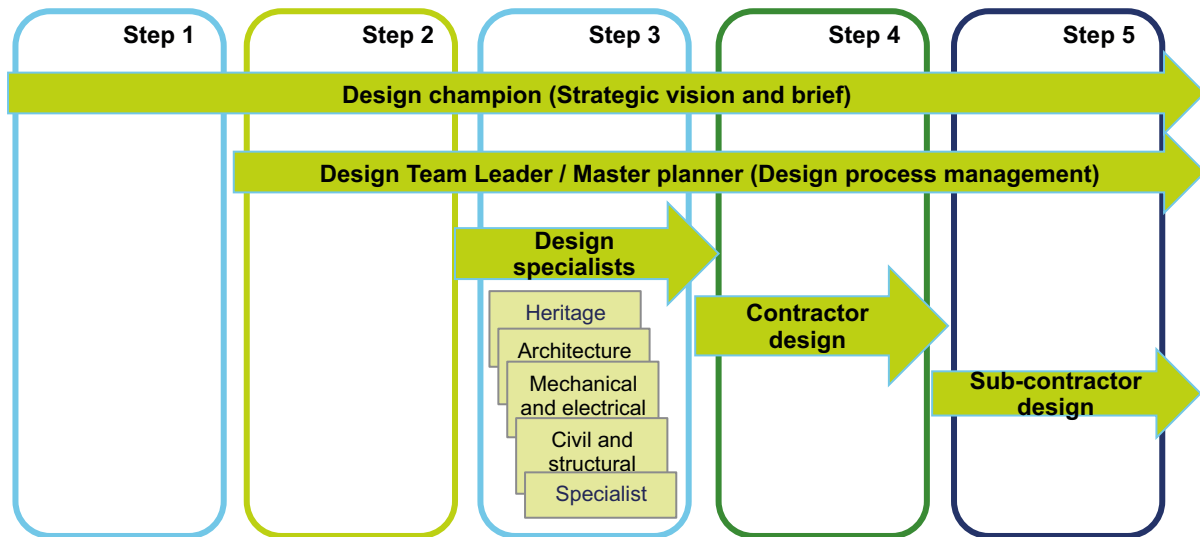 Step 1
Step 2
Step 3
Step 4
Step 5
Design champion (Strategic vision and brief)
Design Team Leader / Master planner (Design process management)
Design
specialists
Heritage
Architecture
Mechanical
and electrical
Civil and
structural
Specialist
Contractor
design
Sub-contractor
design